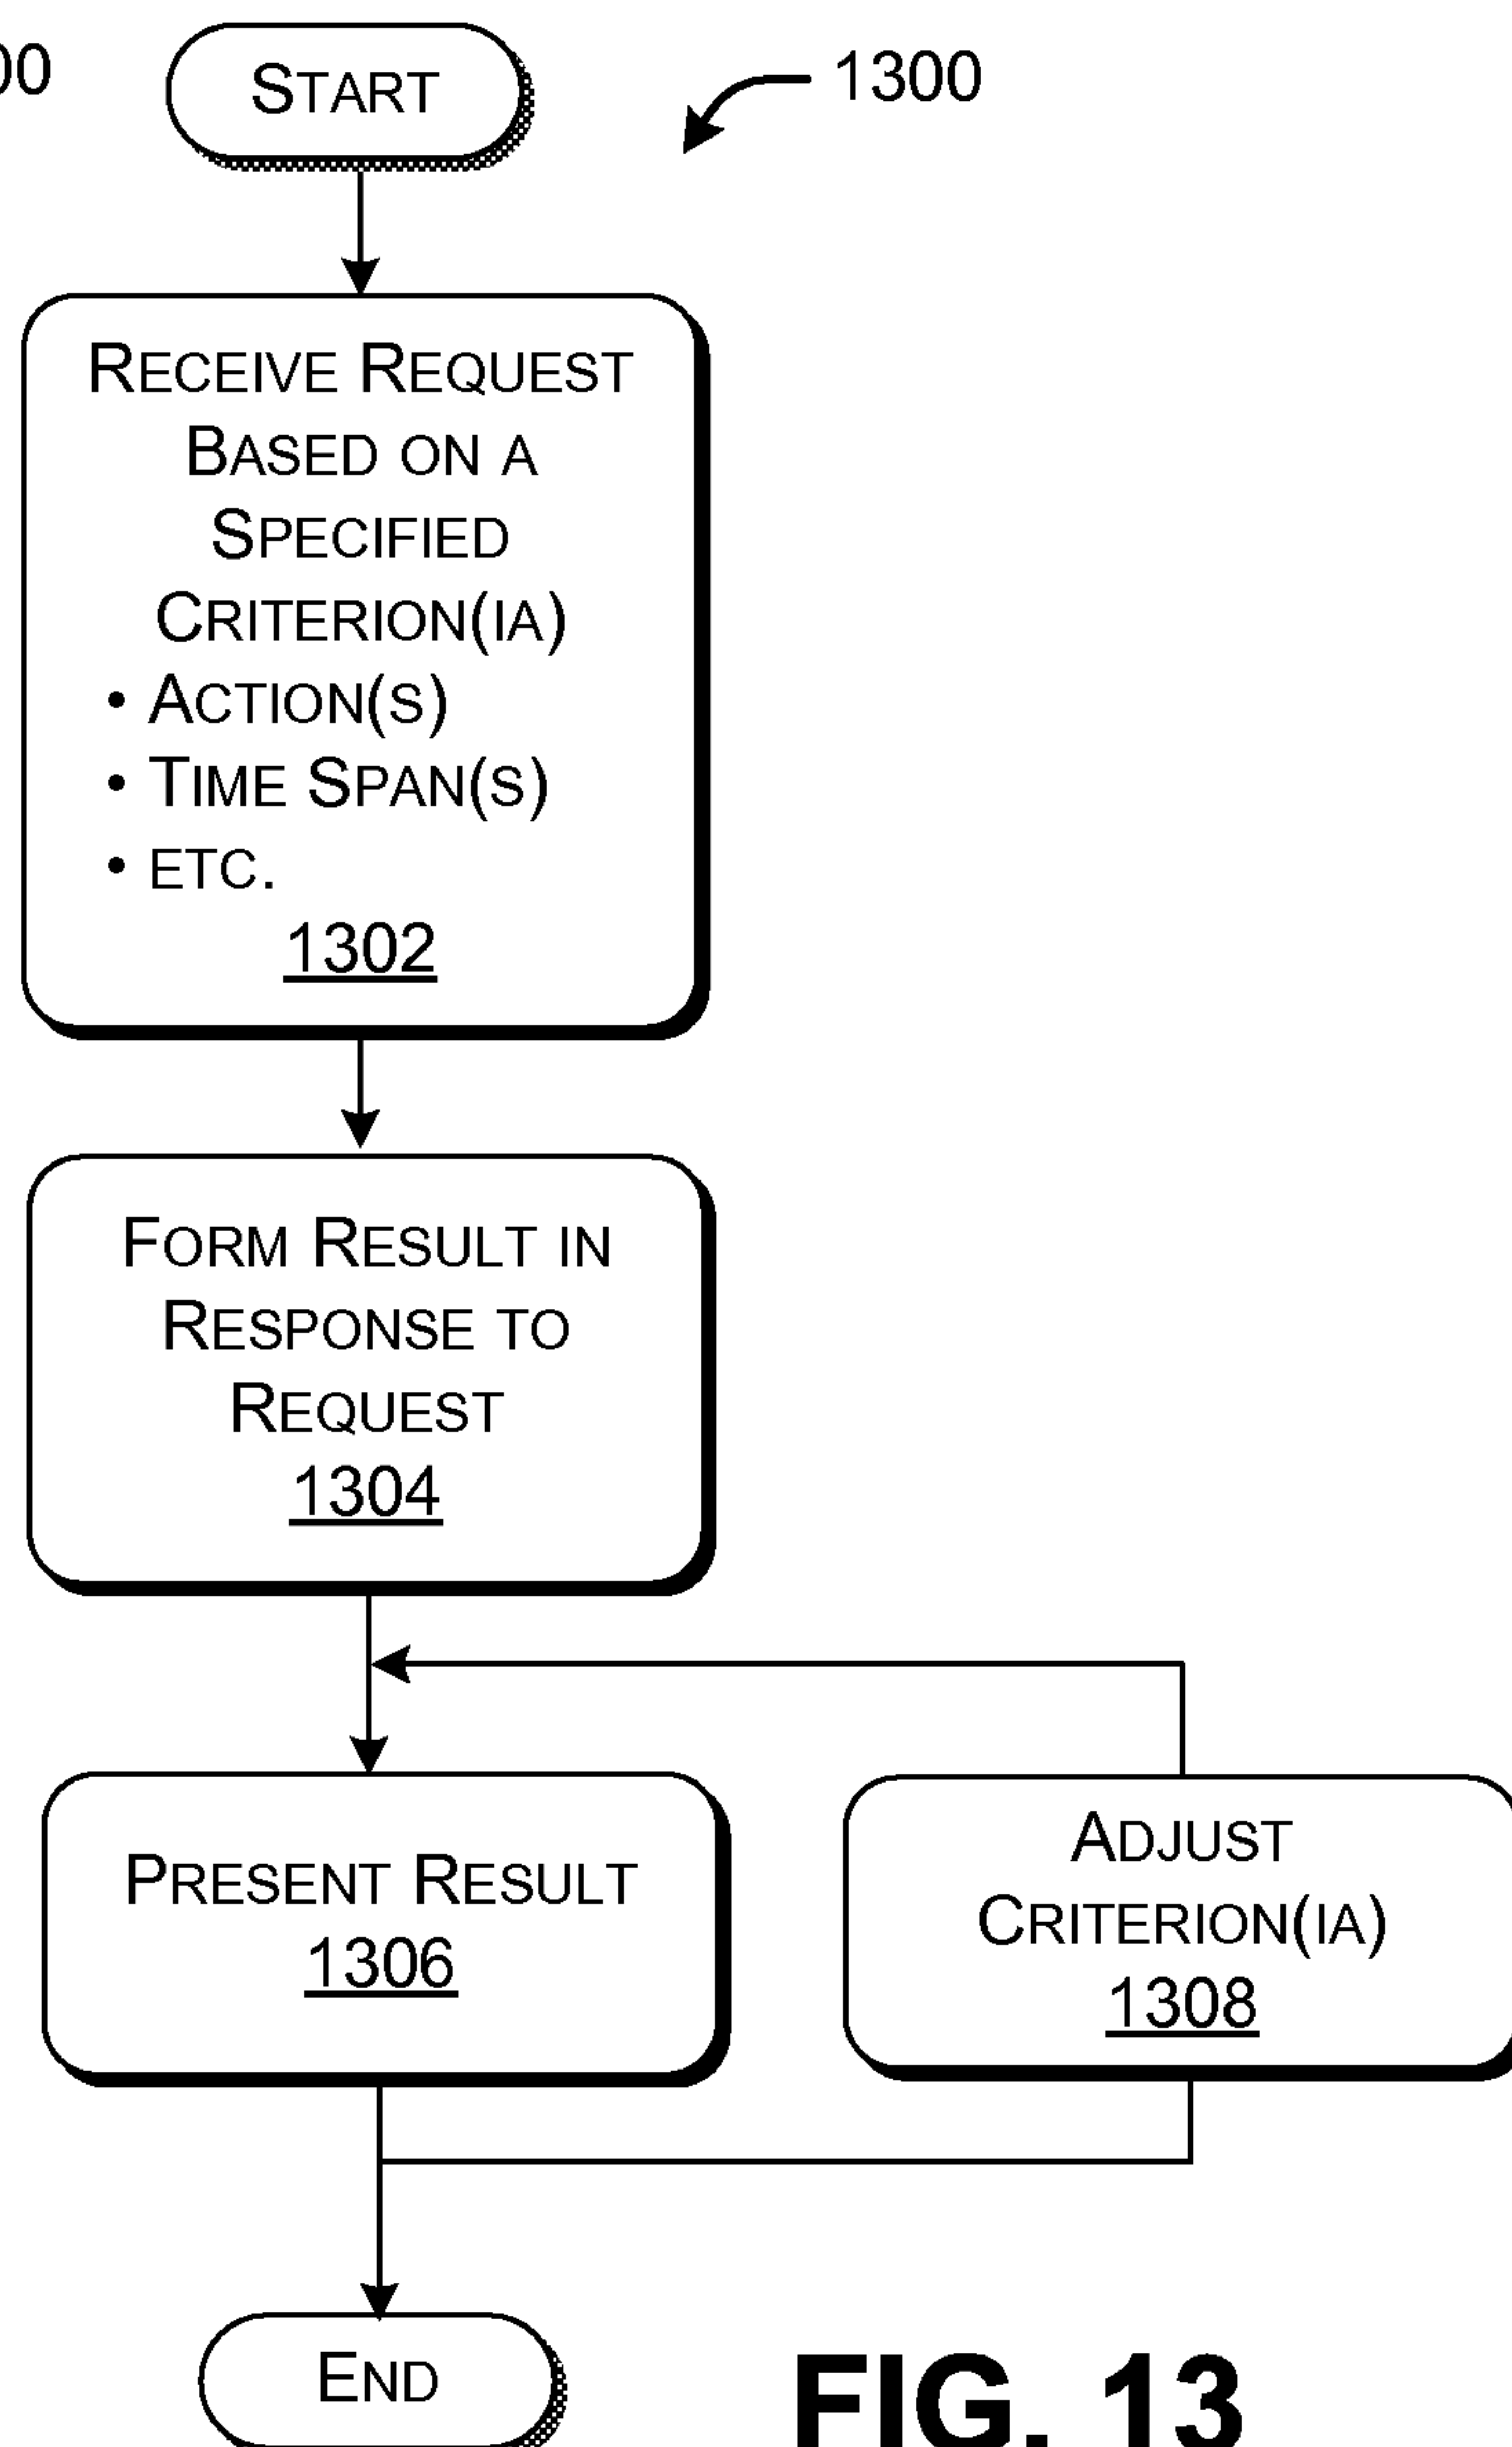 00
START
1300
RECEIVE REQUEST
BASED ON A
SPECIFIED
CRITERION(IA)
• ACTION(S)
• TIME SPAN(S)
• ETC.
1302
FORM RESULT IN
RESPONSE TO
REQUEST
1304
PRESENT RESULT
1306
ADJUST
CRITERION(IA)
1308
END
FIG. 13